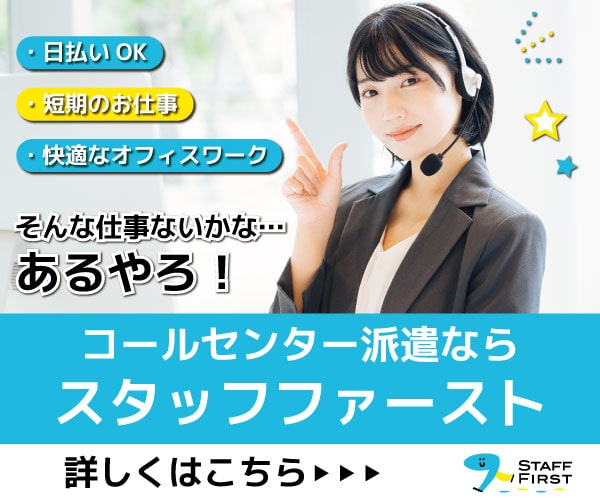 ・日払い OK
・短期のお仕事
・快適なオフィスワーク
そんな仕事ないかな…
あるやろ！
コールセンター派遣なら
スタッフファースト
詳しくはこちら▶▶▶
STAFF
FIRST